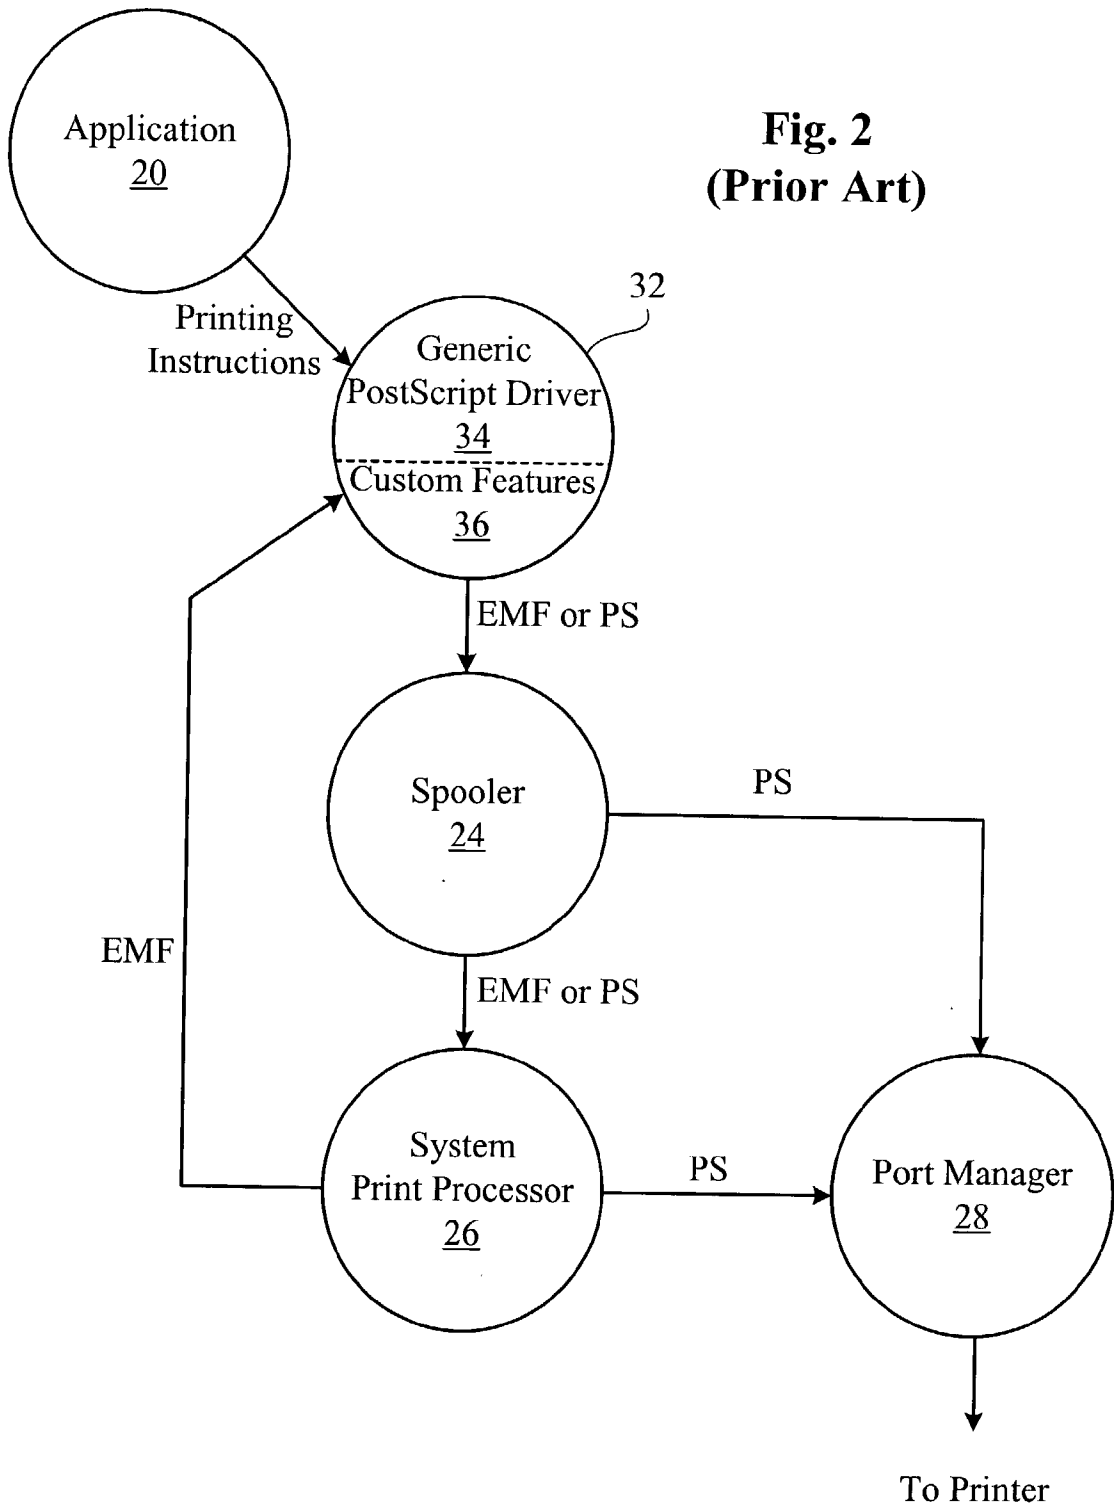 Application
20
Fig. 2
(Prior Art)
Printing
Instructions
32
Generic
PostScript Driver
34
Custom Features
36
EMF or PS
Spooler
24
PS
EMF
EMF or PS
System
Print Processor
26
PS
Port Manager
28
To Printer